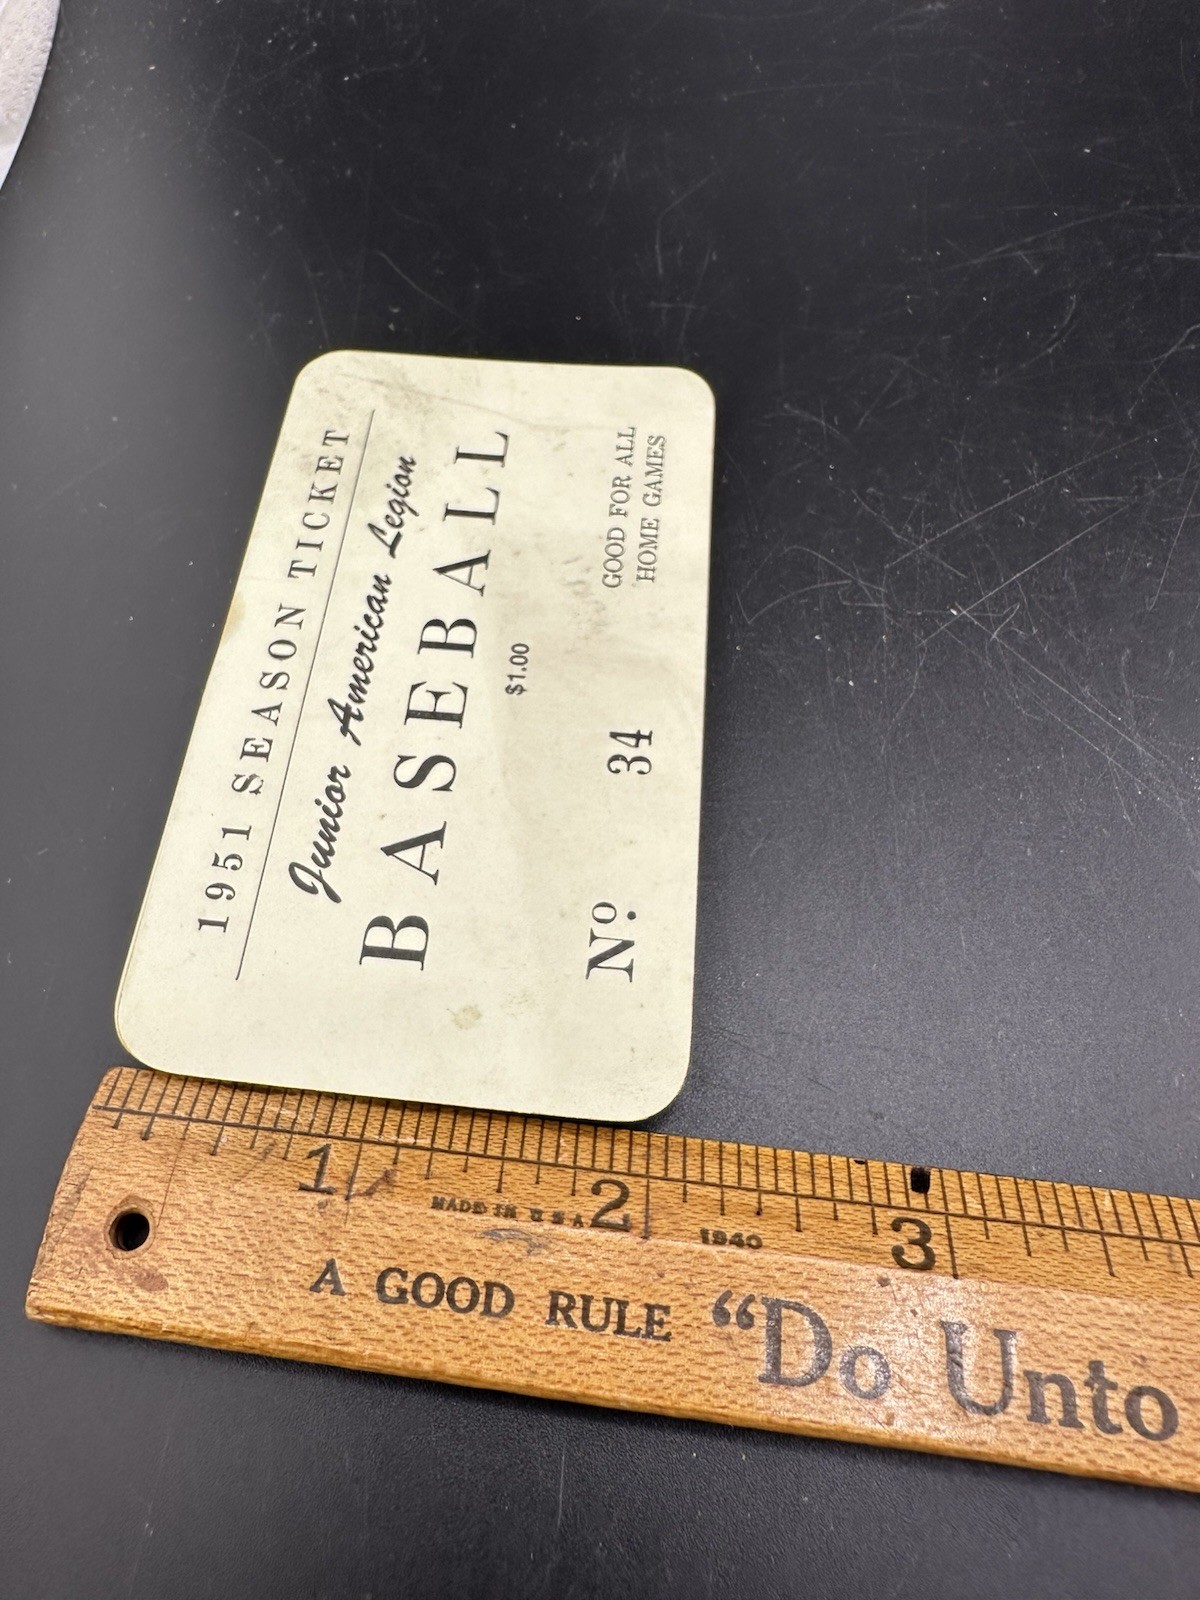 1951 SEASON TICKET
Junior American Legion
BASEBALL
$1.00
Nº. 34
GOOD FOR ALL
HOME GAMES
1 2 3
MADE IN U S A 1940
A GOOD RULE "Do Unto